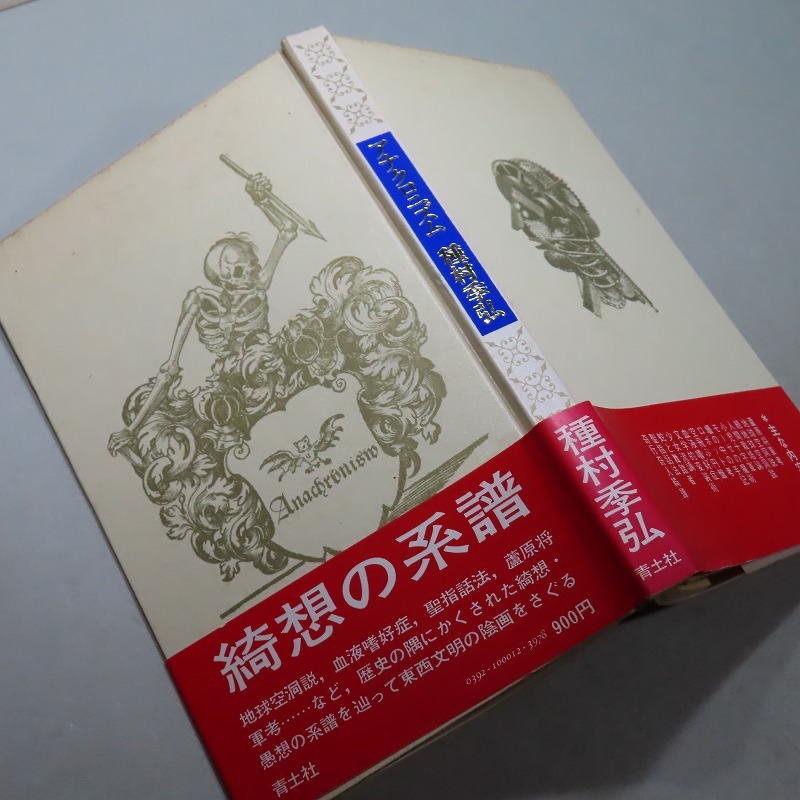 アナクロニズム 種村季弘
Anachronisw
綺想の系譜
地球空洞説，血液嗜好症，聖指話法，蘆原将
軍考……など，歴史の隅にかくされた綺想・
愚想の系譜を辿って東西文明の陰画をさぐる
青土社
0392-100012-3978 900円
種村季弘
青土社